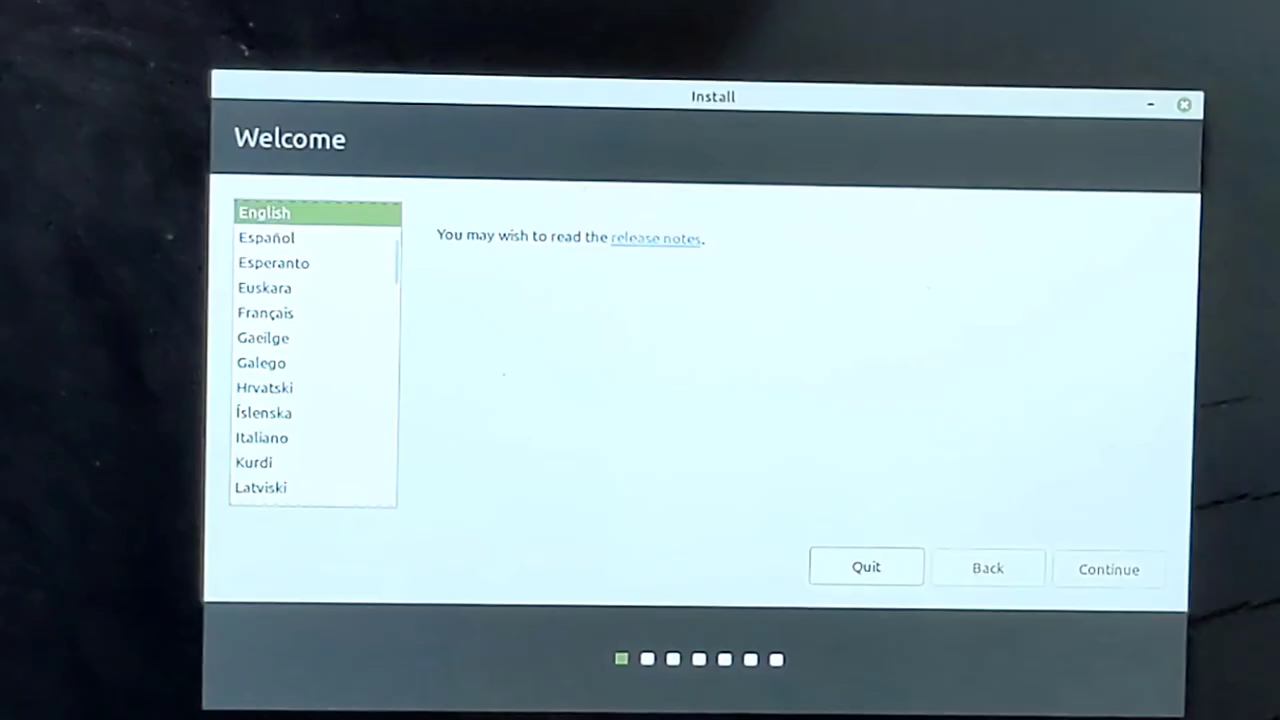 Install
Welcome
English
Español
Esperanto
Euskara
Français
Gaeilge
Galego
Hrvatski
Íslenska
Italiano
Kurdi
Latviski
You may wish to read the release notes.
Quit
Back
Continue